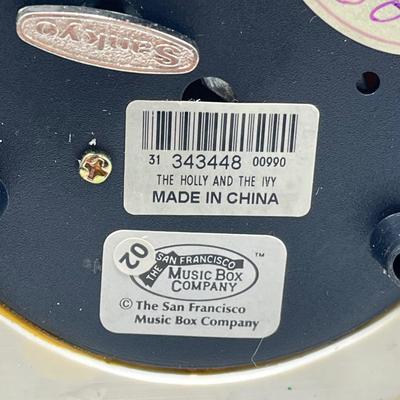 Sankyo
31 343448 00990
THE HOLLY AND THE IVY
MADE IN CHINA
02
THE SAN FRANCISCO
MUSIC BOX
COMPANY
™
© The San Francisco
Music Box Company